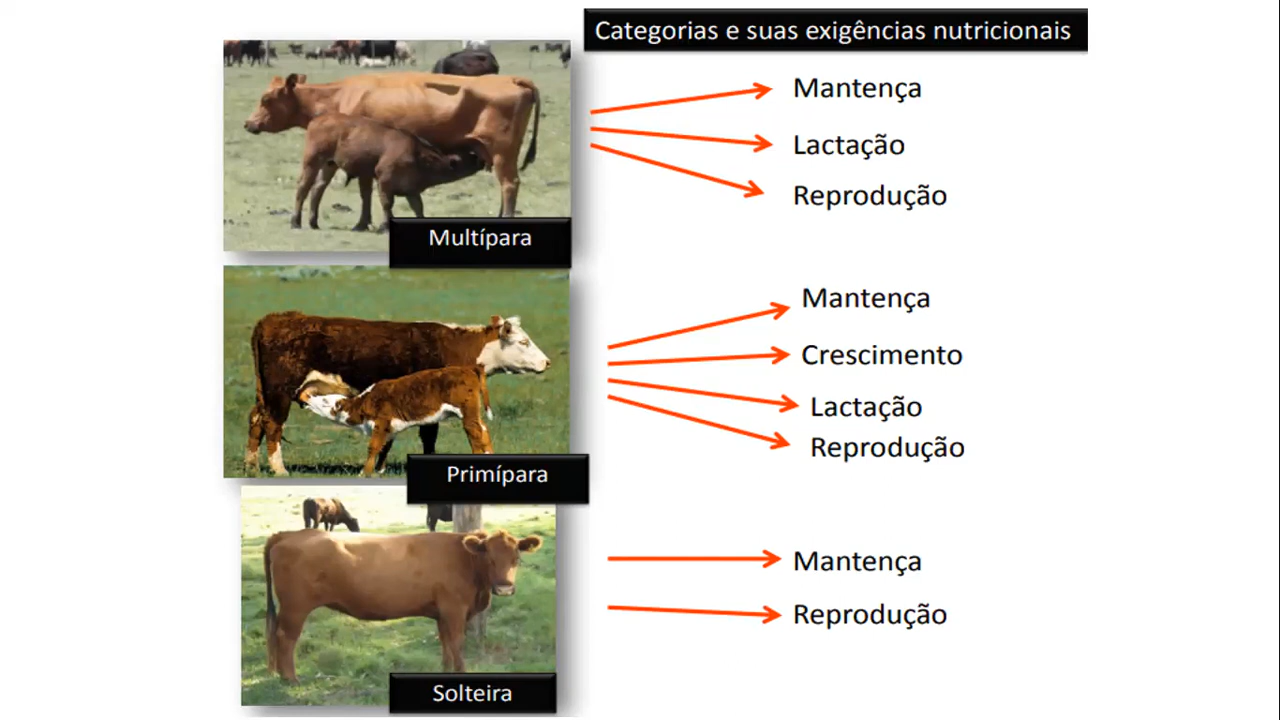 Categorias e suas exigências nutricionais
Mantença
Lactação
Reprodução
Multípara
Mantença
Crescimento
Lactação
Reprodução
Primípara
Mantença
Reprodução
Solteira